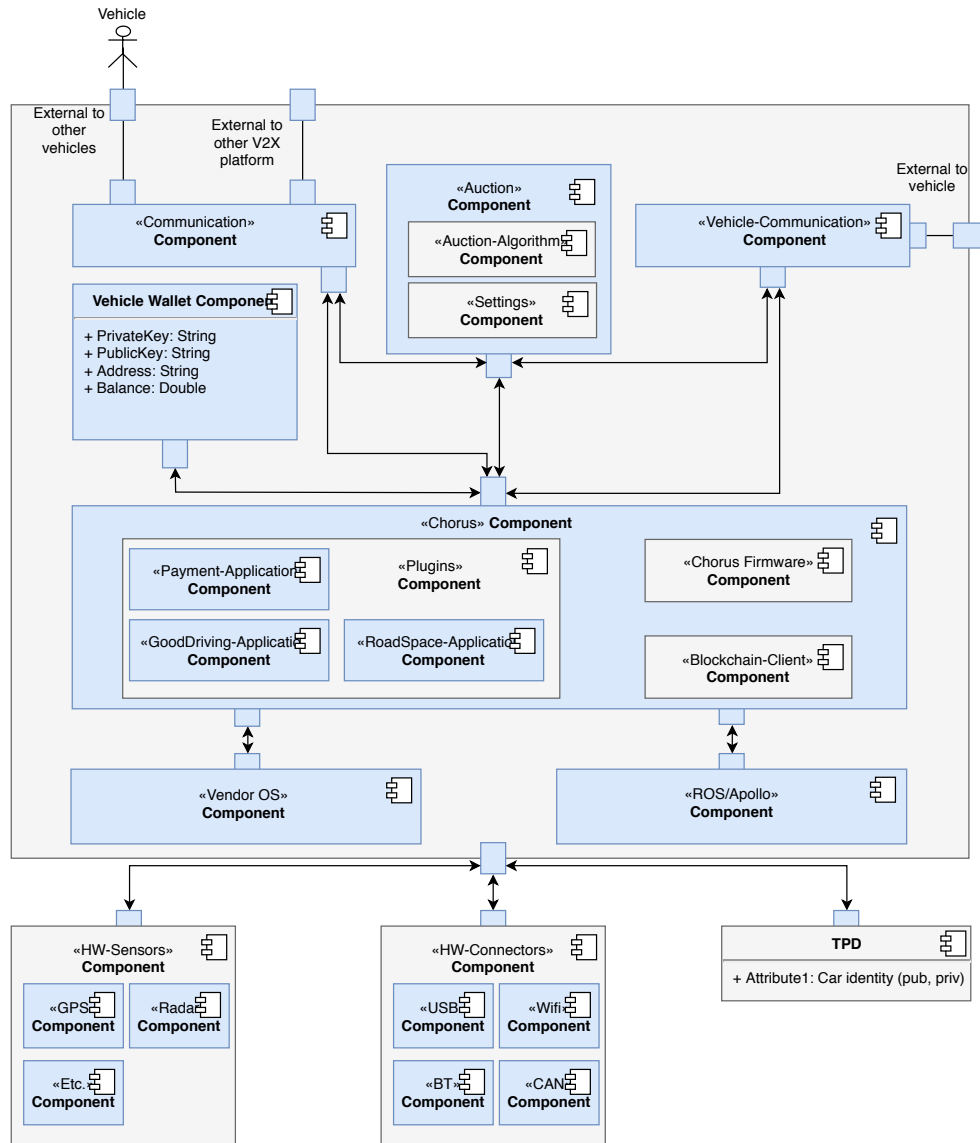 Vehicle
External to
other
vehicles
External to
other V2X
platform
External to
vehicle
«Communication»
Component
«Auction»
Component
«Auction-Algorithm»
Component
«Settings»
Component
«Vehicle-Communication»
Component
Vehicle Wallet Component
+ PrivateKey: String
+ PublicKey: String
+ Address: String
+ Balance: Double
«Chorus» Component
«Payment-Application»
Component
«Plugins»
Component
«GoodDriving-Applicatio
Component
«RoadSpace-Applicatio
Component
«Chorus Firmware»
Component
«Blockchain-Client»
Component
«Vendor OS»
Component
«ROS/Apollo»
Component
«HW-Sensors»
Component
«GPS»
Component
«Radar
Component
«Etc.»
Component
«HW-Connectors»
Component
«USB»
Component
«Wifi»
Component
«BT»
Component
«CAN
Component
TPD
+ Attribute1: Car identity (pub, priv)